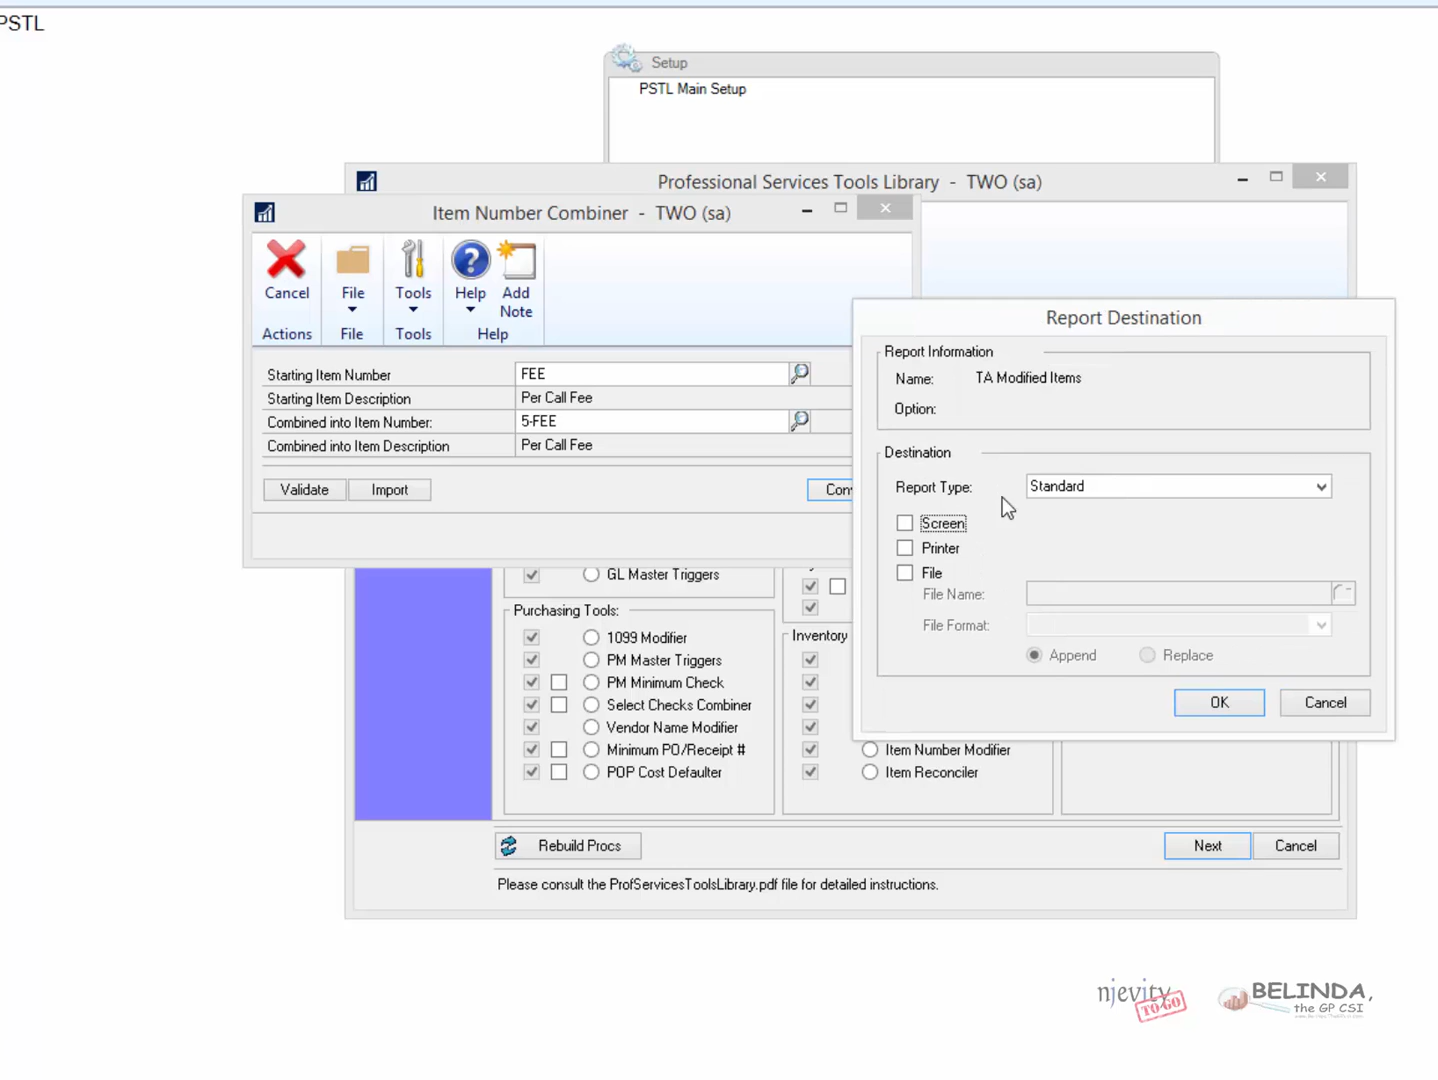 PSTL
Setup
PSTL Main Setup
Professional Services Tools Library - TWO (sa)
Item Number Combiner - TWO (sa)
Cancel
File
Tools
Help
Add
Note
Actions
File
Tools
Help
Starting Item Number
FEE
Starting Item Description
Per Call Fee
Combined into Item Number:
5-FEE
Combined into Item Description
Per Call Fee
Validate
Import
Report Destination
Report Information
Name:
TA Modified Items
Option:
Destination
Report Type:
Standard
Screen
Printer
File
File Name:
File Format:
Append
Replace
OK
Cancel
GL Master Triggers
Purchasing Tools:
1099 Modifier
PM Master Triggers
PM Minimum Check
Select Checks Combiner
Vendor Name Modifier
Minimum PO/Receipt #
POP Cost Defaulter
Inventory
Item Number Modifier
Item Reconciler
Rebuild Procs
Next
Cancel
Please consult the ProfServicesToolsLibrary.pdf file for detailed instructions.
njevity
TO GO
BELINDA,
the GP CSI